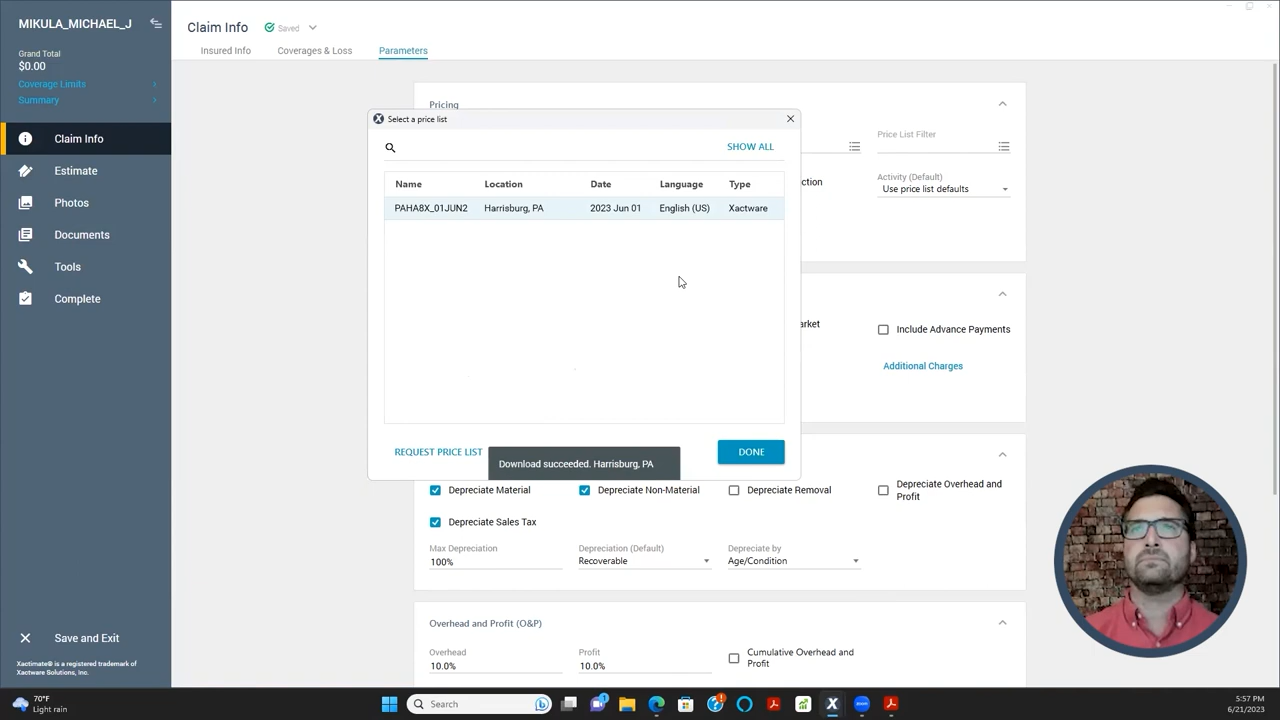 MIKULA_MICHAEL_J
Grand Total
$0.00
Coverage Limits
Summary
Claim Info
Estimate
Photos
Documents
Tools
Complete
Save and Exit
Xactimate® is a registered trademark of
Xactware Solutions, Inc.
Claim Info
Saved
Insured Info
Coverages & Loss
Parameters
Pricing
Price List Filter
ction
Activity (Default)
Use price list defaults
Select a price list
SHOW ALL
Name Location Date Language Type
PAHA8X_01JUN2 Harrisburg, PA 2023 Jun 01 English (US) Xactware
REQUEST PRICE LIST
Download succeeded. Harrisburg, PA
DONE
arket
Include Advance Payments
Additional Charges
Depreciate Material
Depreciate Non-Material
Depreciate Removal
Depreciate Overhead and
Profit
Depreciate Sales Tax
Max Depreciation
100%
Depreciation (Default)
Recoverable
Depreciate by
Age/Condition
Overhead and Profit (O&P)
Overhead
10.0%
Profit
10.0%
Cumulative Overhead and
Profit
70°F
Light rain
Search
5:57 PM
6/21/2023